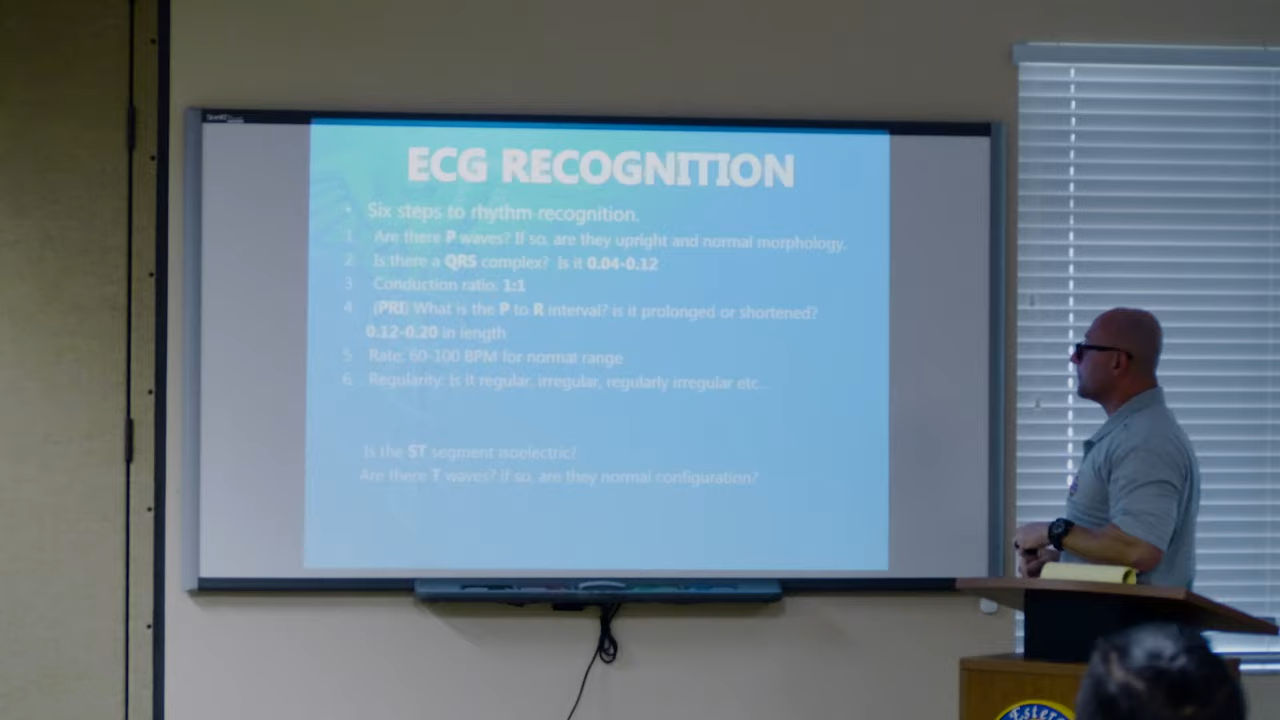 ECG RECOGNITION
• Six steps to rhythm recognition.
1 Are there P waves? If so, are they upright and normal morphology.
2 Is there a QRS complex? Is it 0.04-0.12
3 Conduction ratio: 1:1
4 (PRI) What is the P to R interval? is it prolonged or shortened?
0.12-0.20 in length
5 Rate: 60-100 BPM for normal range
6. Regularity: Is it regular, irregular, regularly irregular etc...
Is the ST segment isoelectric?
Are there T waves? if so, are they normal configuration?
Estero